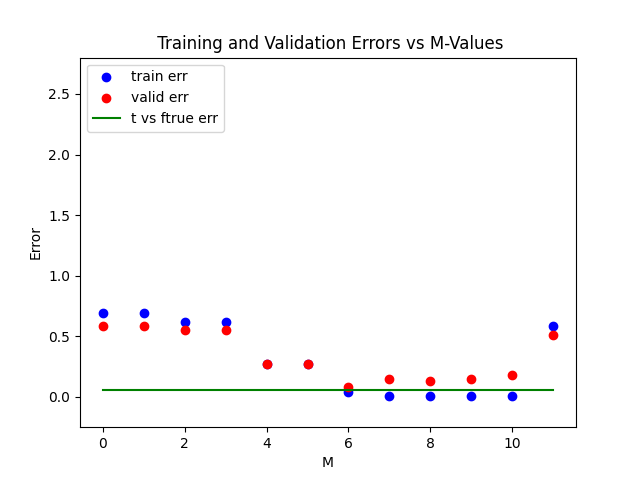 Training and Validation Errors vs M-Values
train err
valid err
t vs ftrue err
Error
2.5
2.0
1.5
1.0
0.5
0.0
0 2 4 6 8 10
M